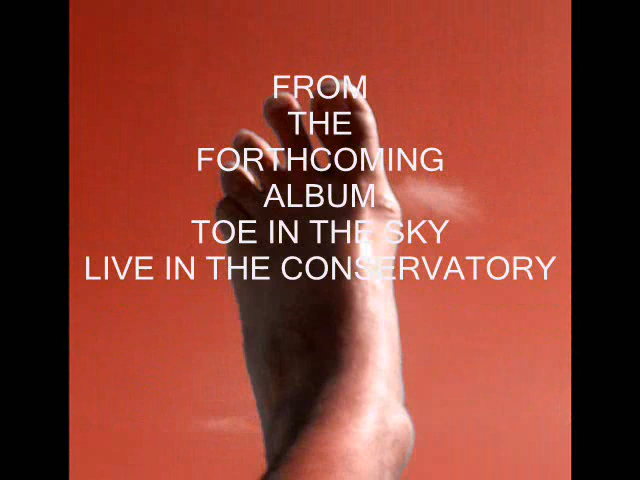 FROM
THE
FORTHCOMING
ALBUM
TOE IN THE SKY
LIVE IN THE CONSERVATORY